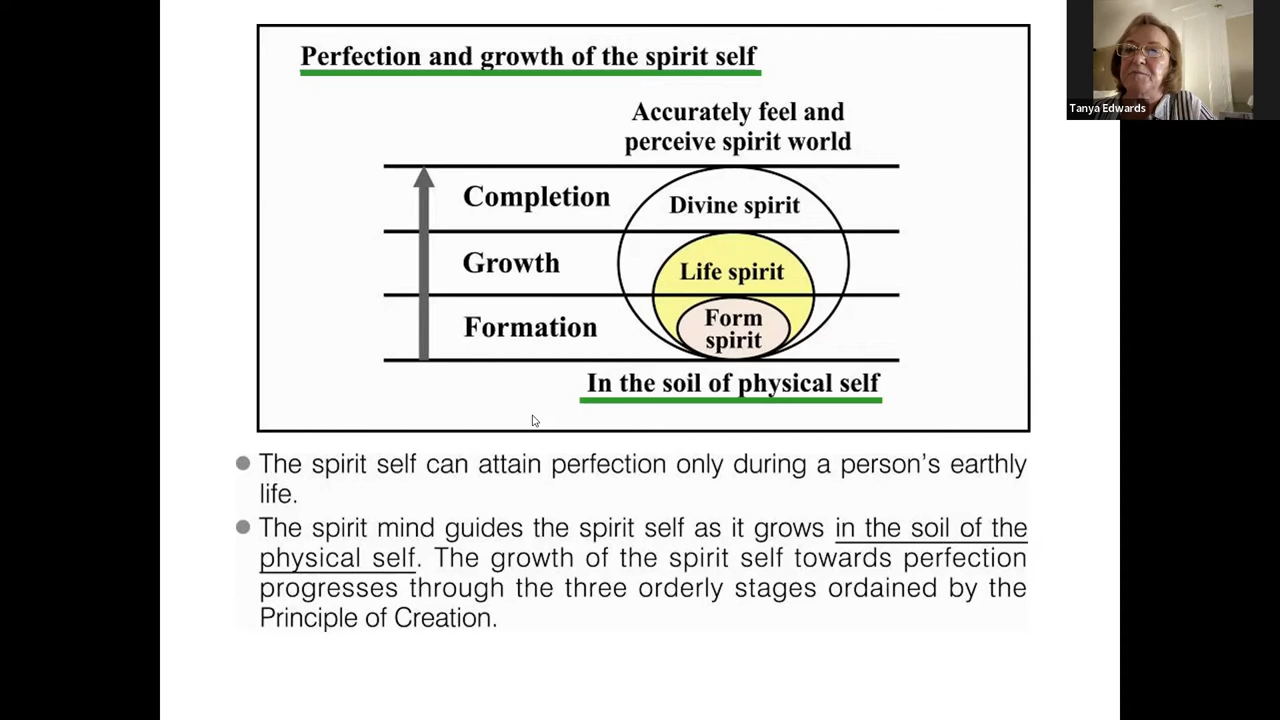 Perfection and growth of the spirit self
Accurately feel and
perceive spirit world
Completion
Divine spirit
Growth
Life spirit
Formation
Form
spirit
In the soil of physical self
The spirit self can attain perfection only during a person's earthly
life.
The spirit mind guides the spirit self as it grows in the soil of the
physical self. The growth of the spirit self towards perfection
progresses through the three orderly stages ordained by the
Principle of Creation.
Tanya Edwards